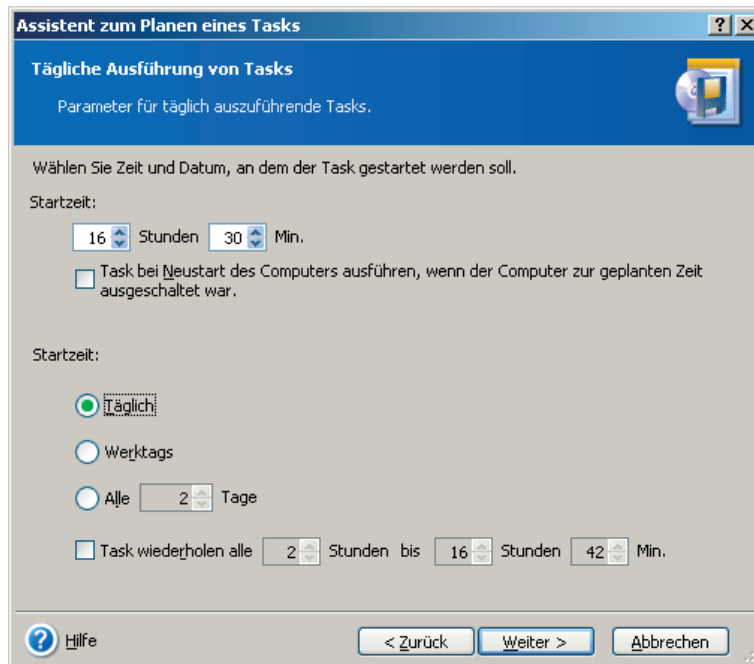 Assistent zum Planen eines Tasks
Tägliche Ausführung von Tasks
Parameter für täglich auszuführende Tasks.
Wählen Sie Zeit und Datum, an dem der Task gestartet werden soll.
Startzeit:
16 Stunden 30 Min.
Task bei Neustart des Computers ausführen, wenn der Computer zur geplanten Zeit
ausgeschaltet war.
Startzeit:
Täglich
Werktags
Alle 2 Tage
Task wiederholen alle 2 Stunden bis 16 Stunden 42 Min.
Hilfe < Zurück Weiter > Abbrechen